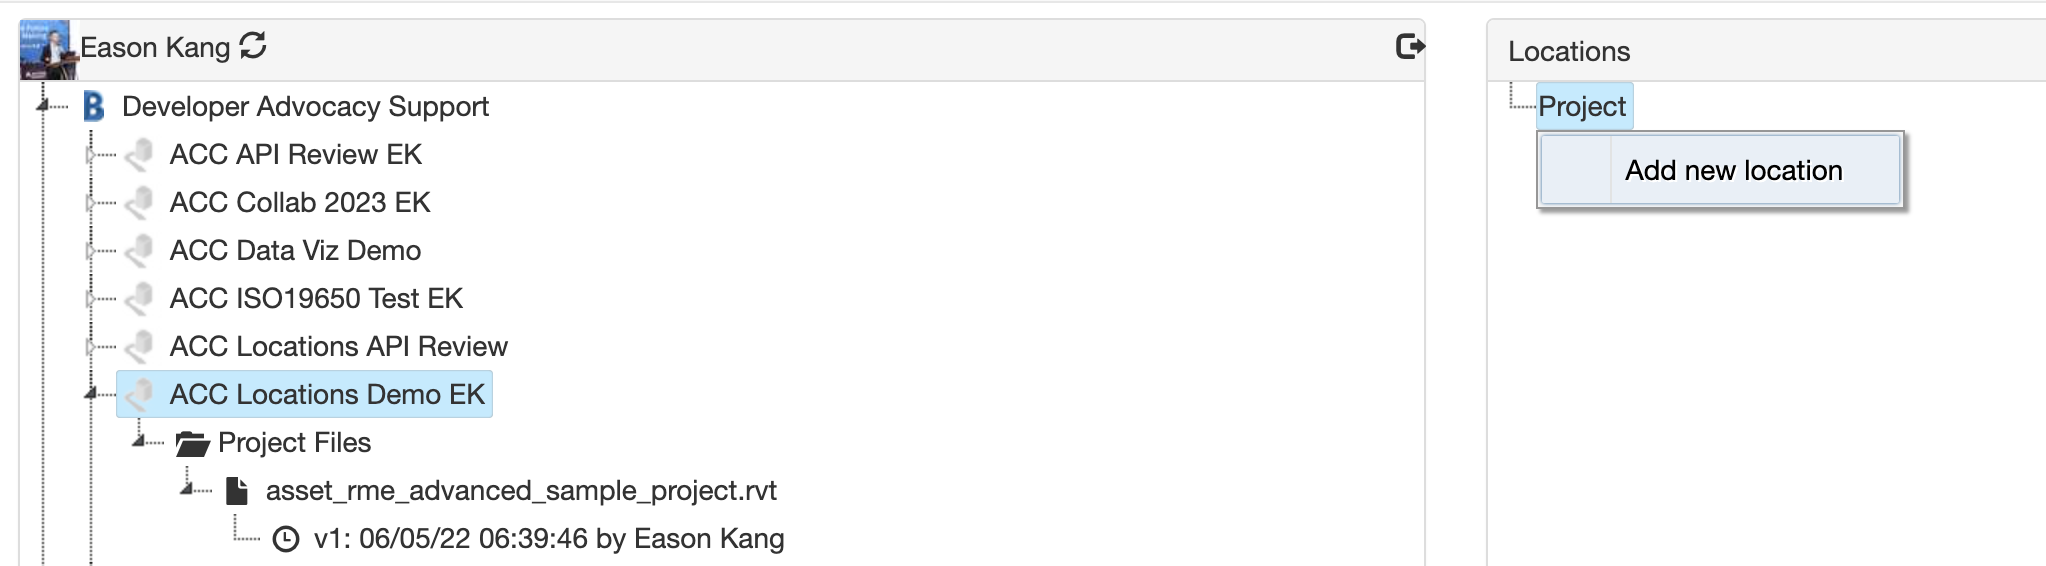 Eason Kang
Developer Advocacy Support
ACC API Review EK
ACC Collab 2023 EK
ACC Data Viz Demo
ACC ISO19650 Test EK
ACC Locations API Review
ACC Locations Demo EK
Project Files
asset_rme_advanced_sample_project.rvt
v1: 06/05/22 06:39:46 by Eason Kang
Locations
Project
Add new location